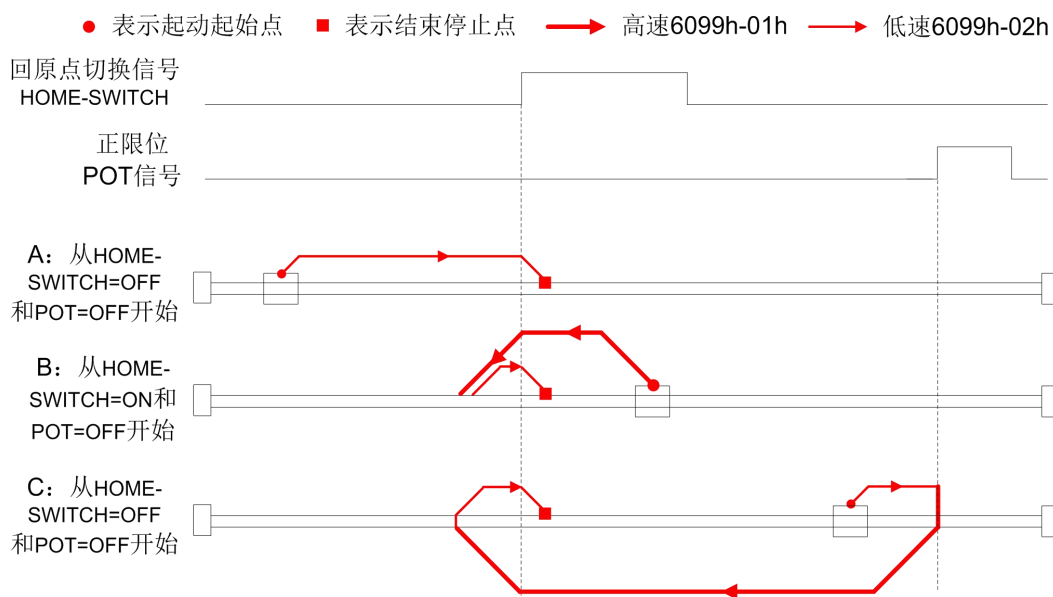 表示起动起始点 表示结束停止点 高速6099h-01h 低速6099h-02h
回原点切换信号
HOME-SWITCH
正限位
POT信号
A：从HOME-
SWITCH=OFF
和POT=OFF开始
B：从HOME-
SWITCH=ON和
POT=OFF开始
C：从HOME-
SWITCH=OFF
和POT=OFF开始